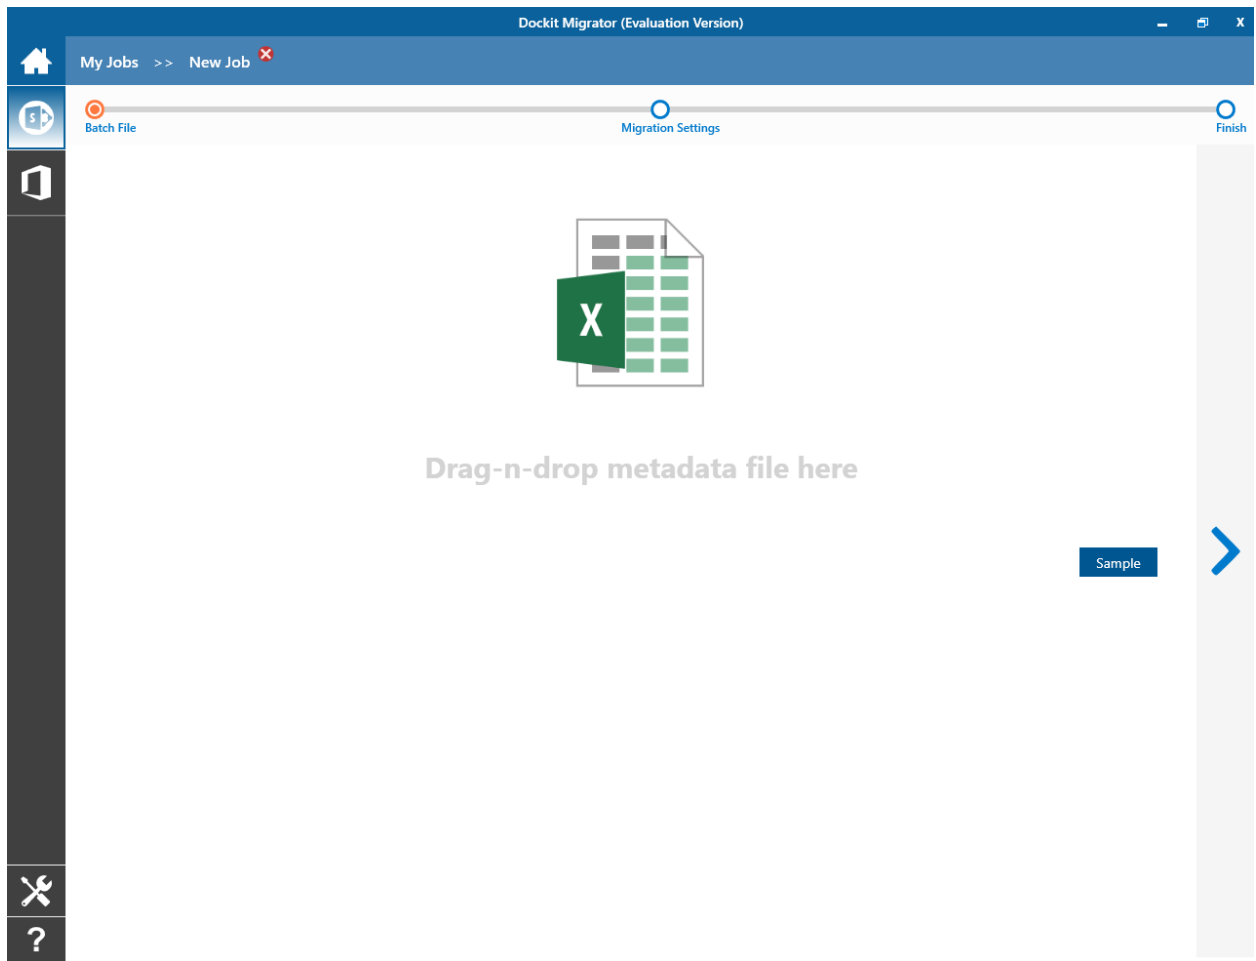 Dockit Migrator (Evaluation Version)
My Jobs >> New Job
Batch File
Migration Settings
Finish
S
X
Drag-n-drop metadata file here
Sample
?